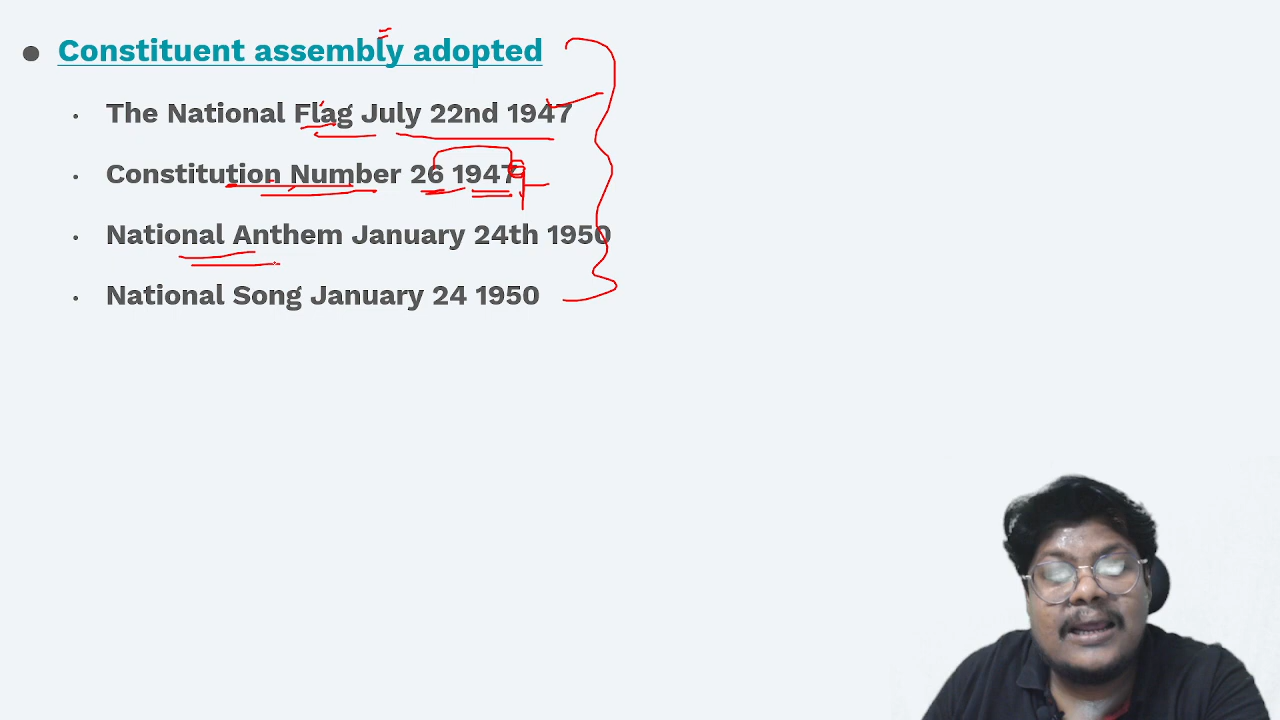 Constituent assembly adopted
The National Flag July 22nd 1947
Constitution Number 26 1947
National Anthem January 24th 1950
National Song January 24 1950